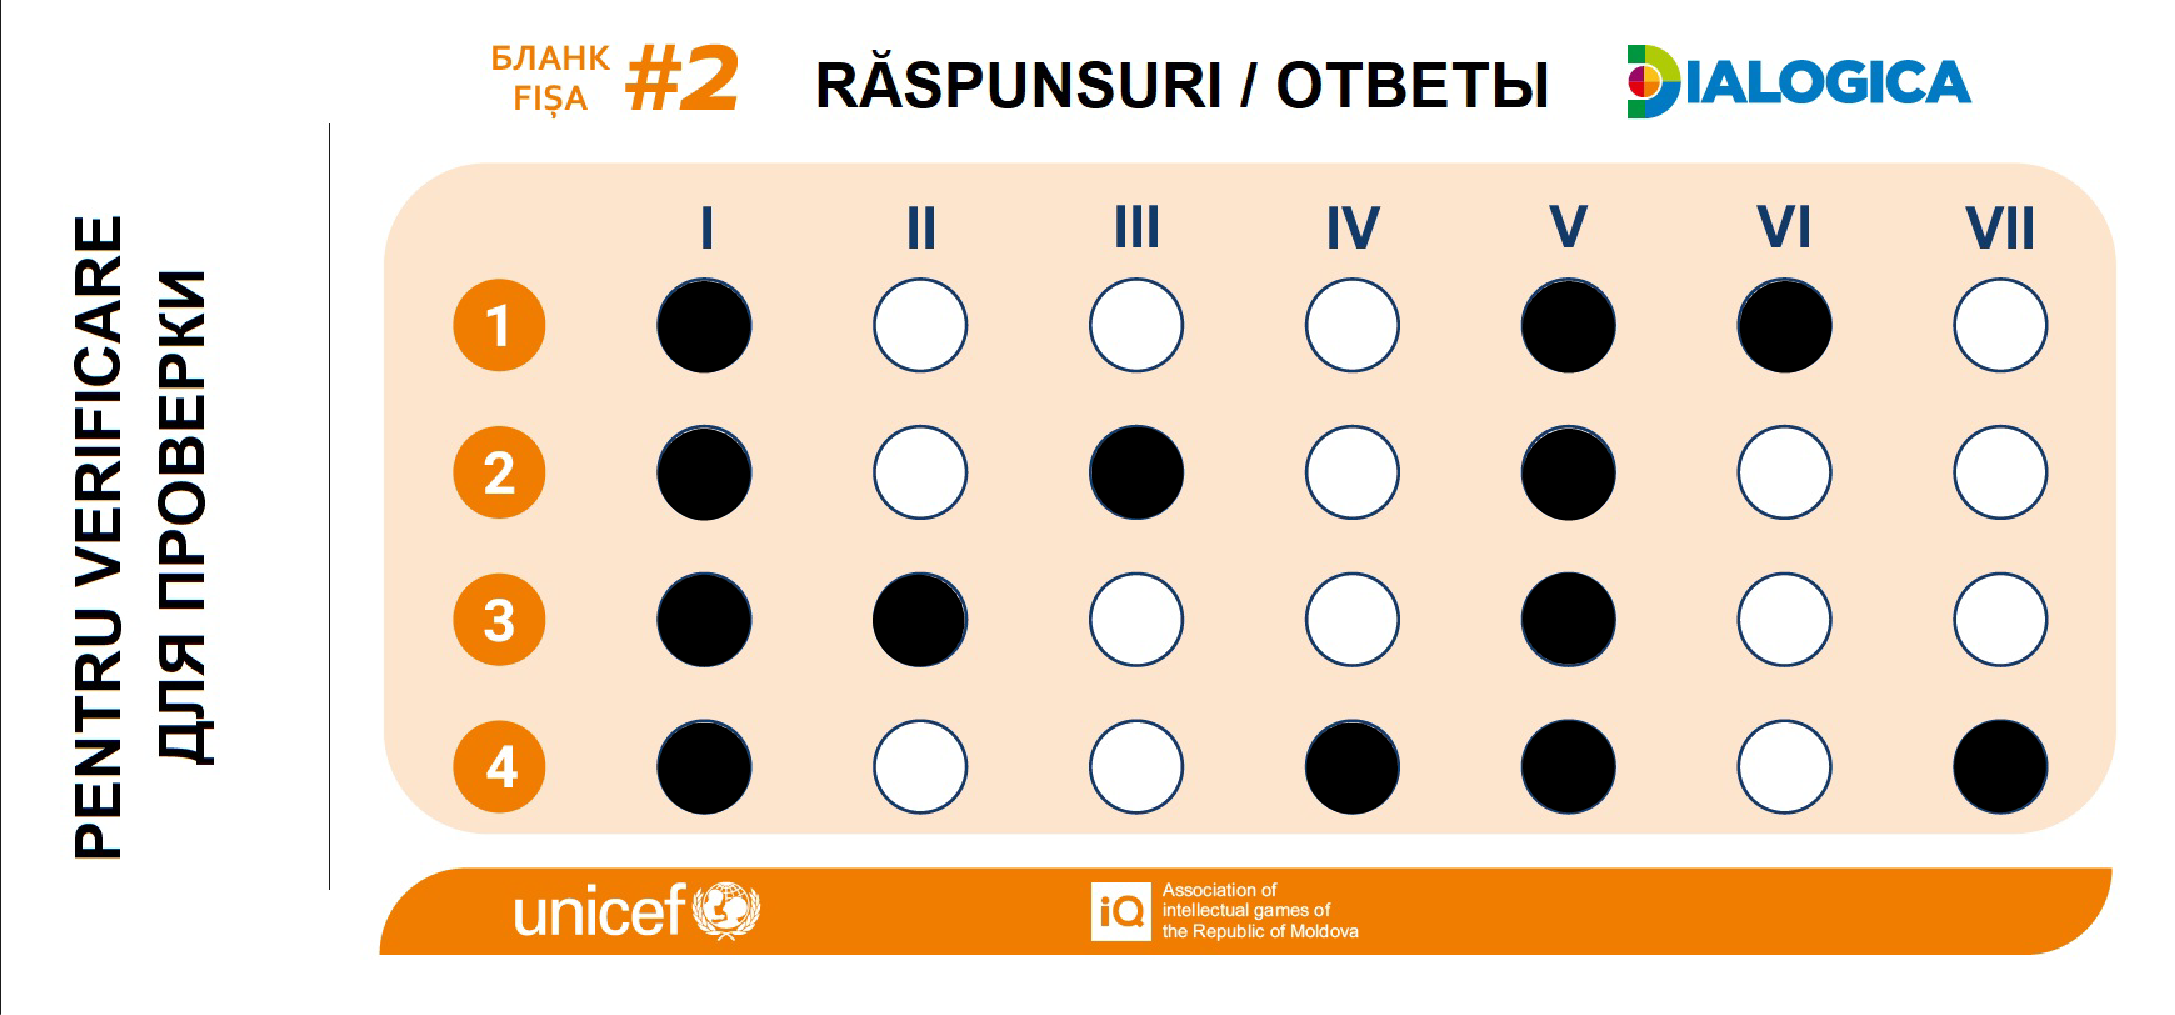 БЛАНК
FIȘA
#2
RĂSPUNSURI / ОТВЕТЫ
DIALOGICA
PENTRU VERIFICARE
ДЛЯ ПРОВЕРКИ
I II III IV V VI VII
1
2
3
4
unicef
iQ
Association of
intellectual games of
the Republic of Moldova